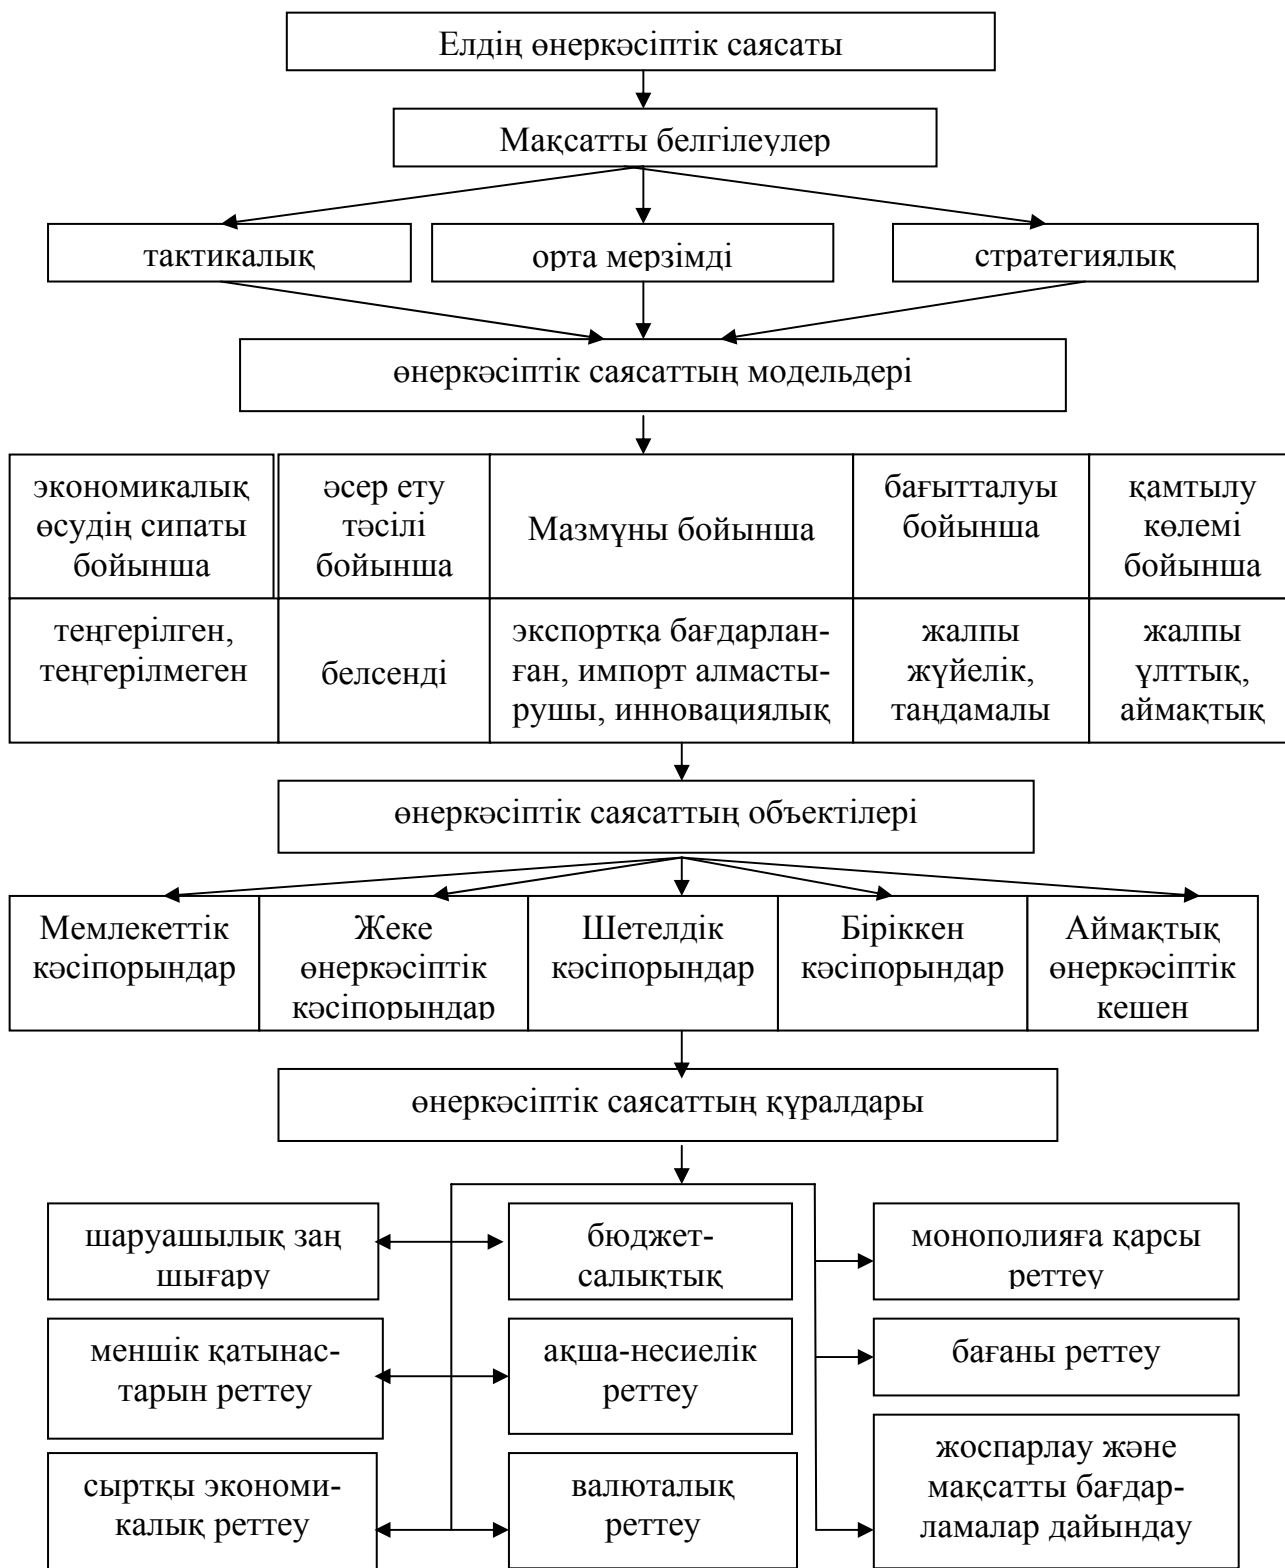 Елдің өнеркәсіптік саясаты
Мақсатты белгілеулер
тактикалық
орта мерзімді
стратегиялық
өнеркәсіптік саясаттың модельдері
экономикалық
өсудің сипаты
бойынша
әсер ету
тәсілі
бойынша
Мазмұны бойынша
бағытталуы
бойынша
қамтылу
көлемі
бойынша
теңгерілген,
теңгерілмеген
белсенді
экспортқа бағдарлан-
ған, импорт алмасты-
рушы, инновациялық
жалпы
жүйелік,
таңдамалы
жалпы
ұлттық,
аймақтық
өнеркәсіптік саясаттың объектілері
Мемлекеттік
кәсіпорындар
Жеке
өнеркәсіптік
кәсіпорындар
Шетелдік
кәсіпорындар
Біріккен
кәсіпорындар
Аймақтық
өнеркәсіптік
кешен
өнеркәсіптік саясаттың құралдары
шаруашылық заң
шығару
бюджет-
салықтық
монополияға қарсы
реттеу
меншік қатынас-
тарын реттеу
ақша-несиелік
реттеу
бағаны реттеу
сыртқы экономи-
калық реттеу
валюталық
реттеу
жоспарлау және
мақсатты бағдар-
ламалар дайындау